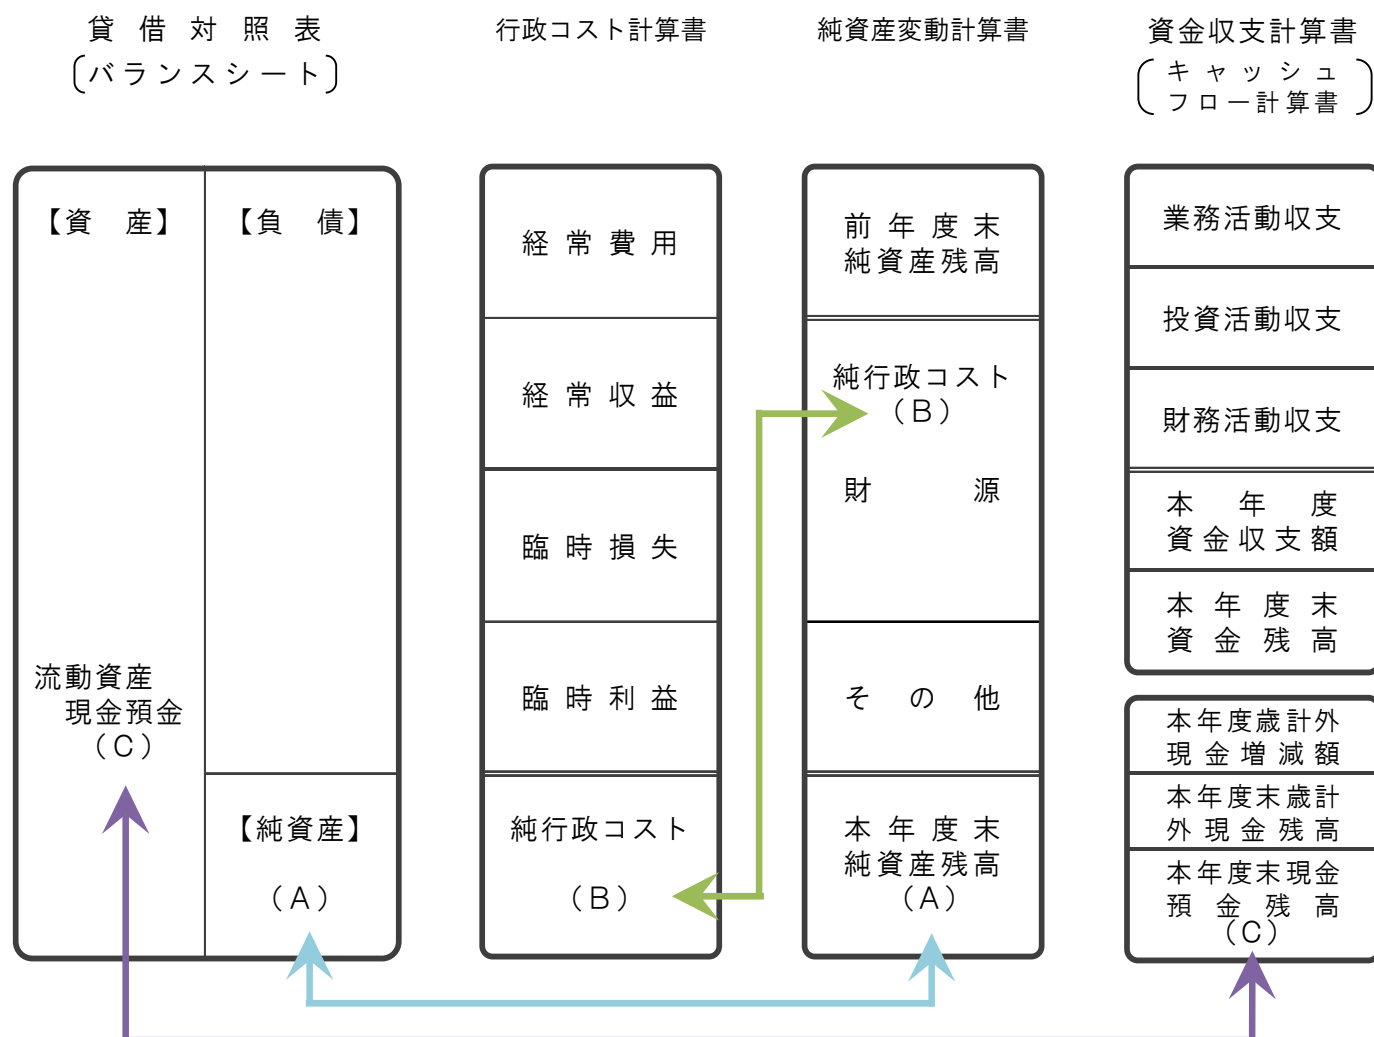 貸借対照表
(バランスシート)
【資　産】
【負　債】
流動資産
現金預金
(C)
【純資産】
(A)
行政コスト計算書
経常費用
経常収益
臨時損失
臨時利益
純行政コスト
(B)
純資産変動計算書
前年度末
純資産残高
純行政コスト
(B)
財　源
その他
本年度末
純資産残高
(A)
資金収支計算書
(キャッシュ
フロー計算書)
業務活動収支
投資活動収支
財務活動収支
本年度
資金収支額
本年度末
資金残高
本年度歳計外
現金増減額
本年度末歳計
外現金残高
本年度末現金
預金残高
(C)